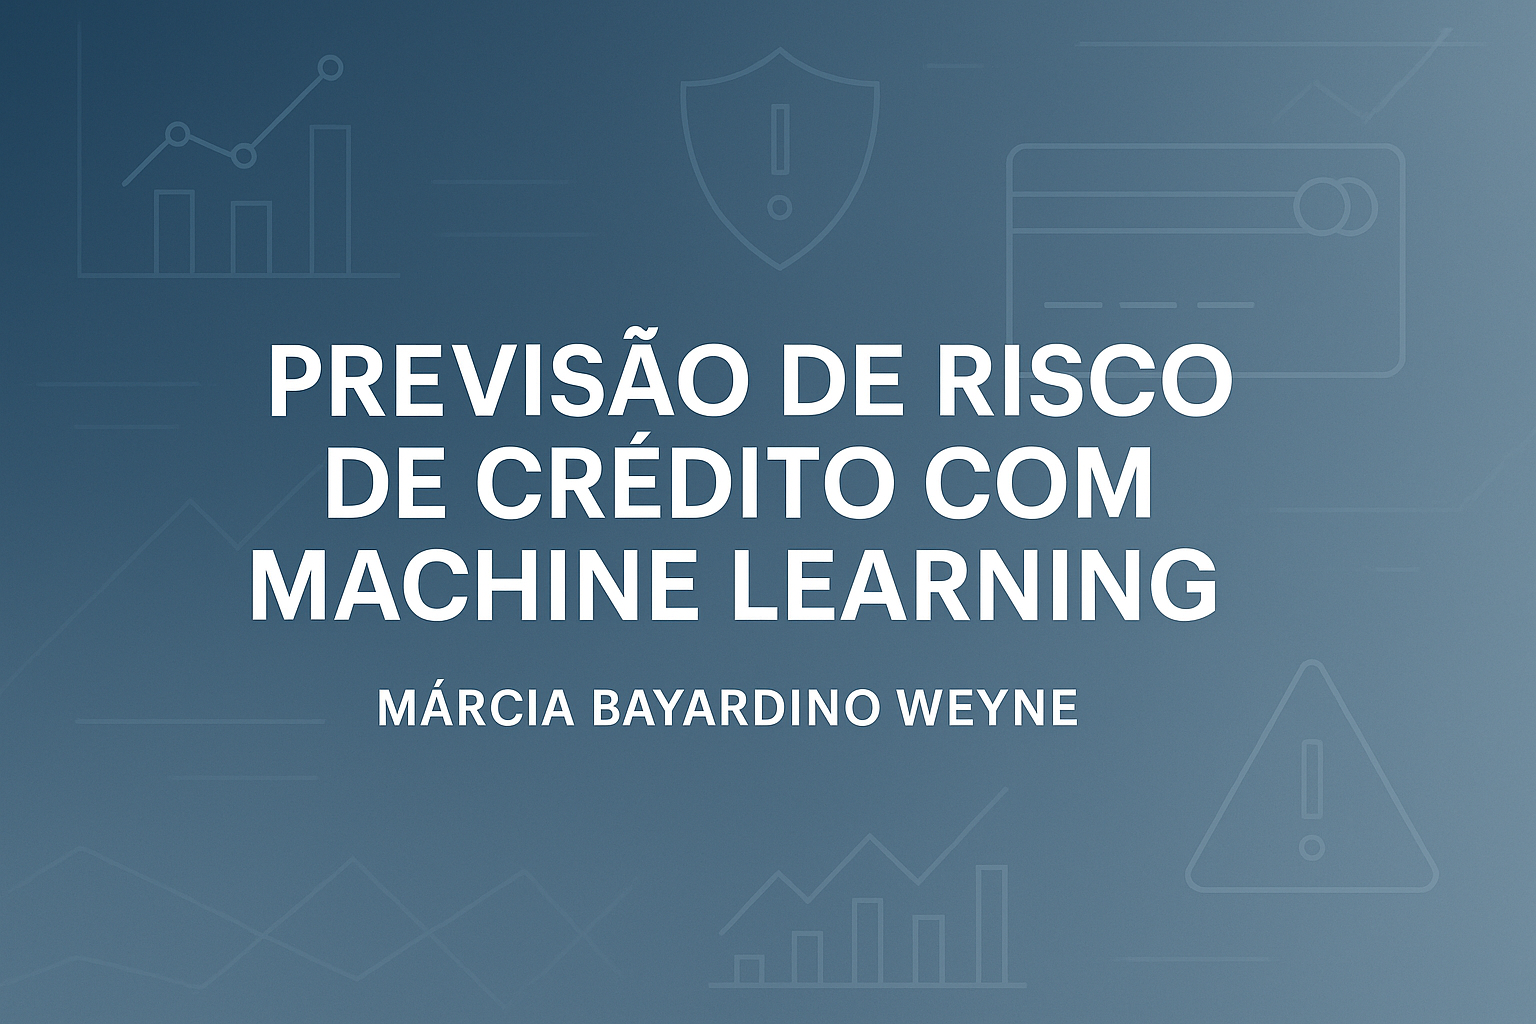 PREVISÃO DE RISCO
DE CRÉDITO COM
MACHINE LEARNING
MÁRCIA BAYARDINO WEYNE